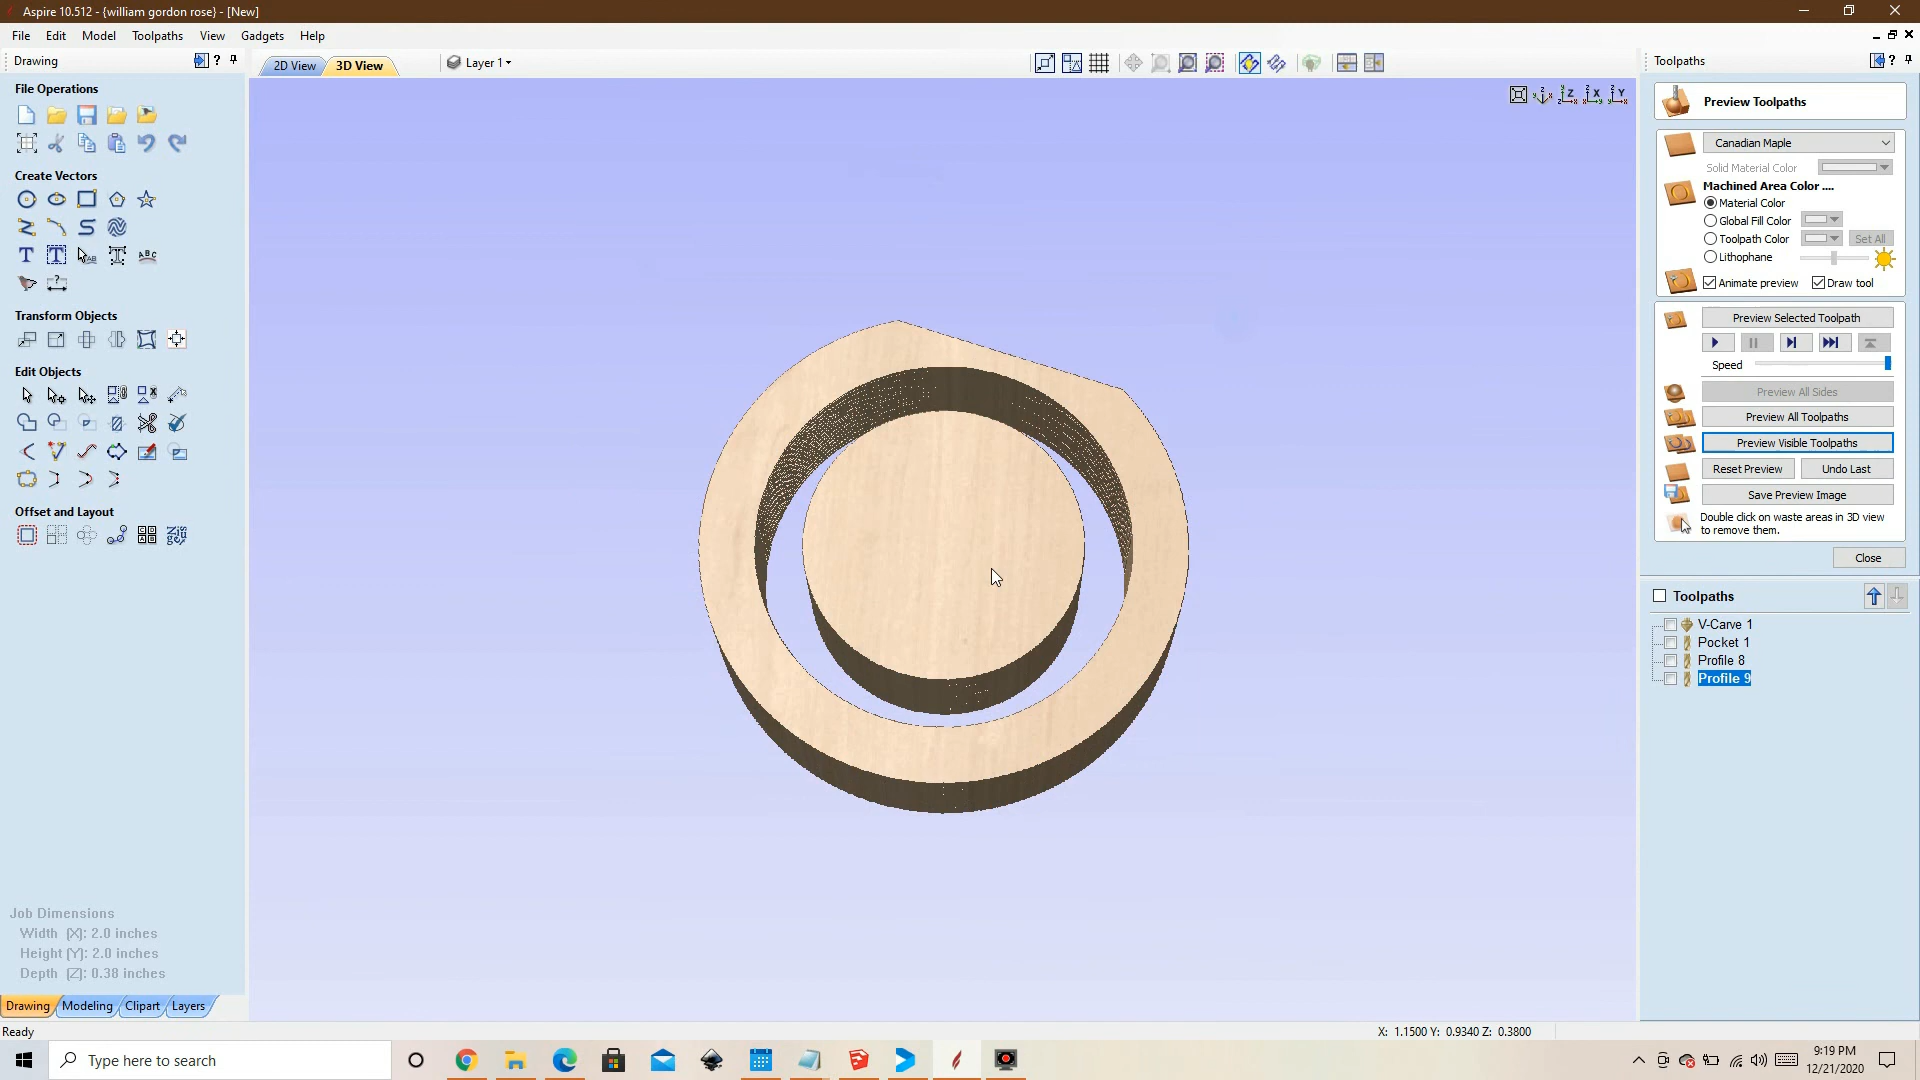 Aspire 10.512 - {william gordon rose} - [New]
File Edit Model Toolpaths View Gadgets Help
Drawing
File Operations
Create Vectors
Transform Objects
Edit Objects
Offset and Layout
Job Dimensions
Width (X): 2.0 inches
Height (Y): 2.0 inches
Depth (Z): 0.38 inches
Drawing Modeling Clipart Layers
Ready
2D View 3D View Layer 1
Toolpaths
Preview Toolpaths
Canadian Maple
Solid Material Color
Machined Area Color ....
Material Color
Global Fill Color
Toolpath Color Set All
Lithophane
Animate preview Draw tool
Preview Selected Toolpath
Speed
Preview All Sides
Preview All Toolpaths
Preview Visible Toolpaths
Reset Preview Undo Last
Save Preview Image
Double click on waste areas in 3D view
to remove them.
Close
Toolpaths
V-Carve 1
Pocket 1
Profile 8
Profile 9
X: 1.1500 Y: 0.9340 Z: 0.3800
Type here to search
9:19 PM
12/21/2020